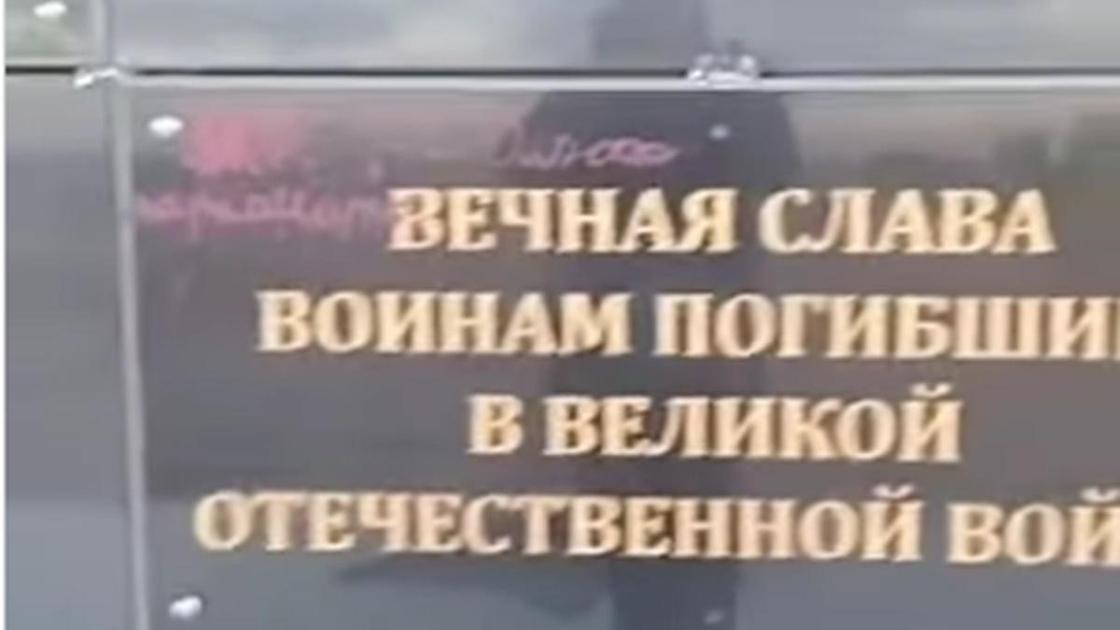 ВЕЧНАЯ СЛАВА
ВОИНАМ ПОГИБШИ
В ВЕЛИКОЙ
ОТЕЧЕСТВЕННОЙ ВОЙ